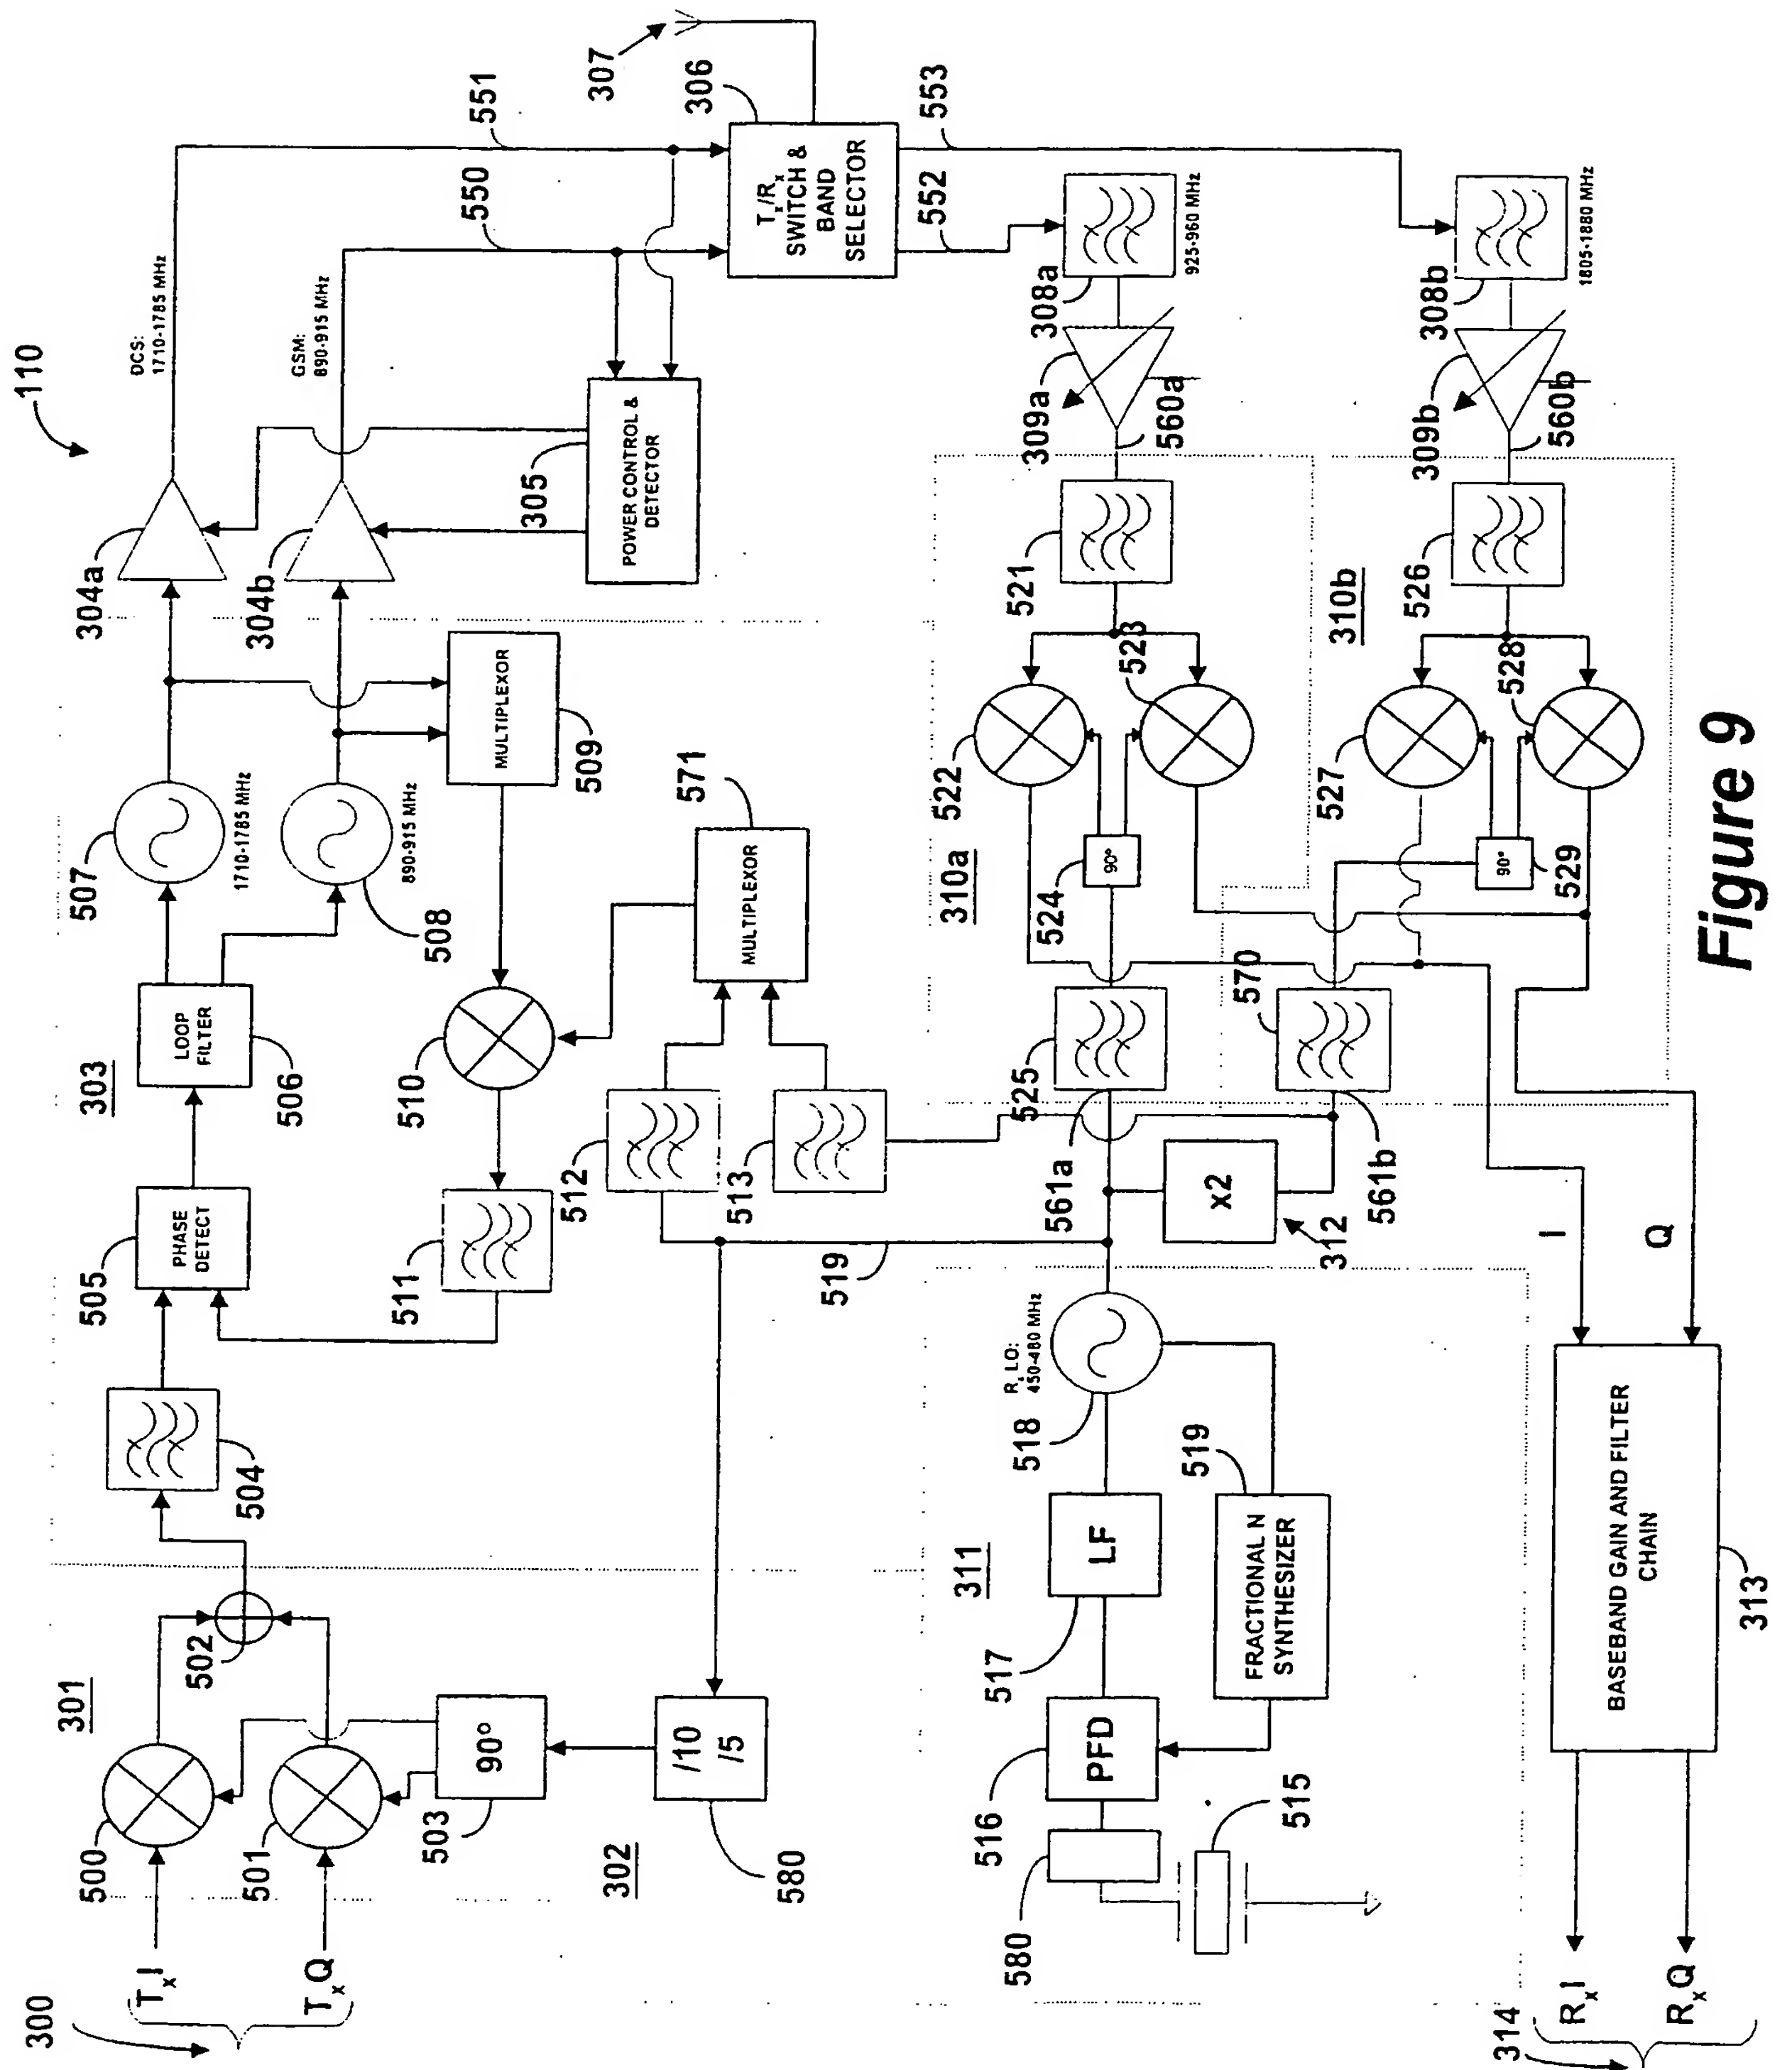 110
300
TxI
TxQ
500
501
301
502
503
90°
302
/10
/5
580
504
505
PHASE
DETECT
303
LOOP
FILTER
506
507
1710-1785 MHz
508
890-915 MHz
MULTIPLEXOR
509
510
511
512
513
MULTIPLEXOR
571
519
304a
304b
DCS:
1710-1785 MHz
GSM:
890-915 MHz
305
POWER CONTROL &
DETECTOR
550
551
307
306
Tx/Rx
SWITCH &
BAND
SELECTOR
552
553
925-960 MHz
308a
309a
560a
1805-1880 MHz
308b
309b
560b
521
522
523
524
90°
310a
525
561a
526
310b
527
528
529
90°
570
561b
x2
312
Rx LO:
450-480 MHz
518
311
LF
517
519
FRACTIONAL N
SYNTHESIZER
PFD
516
580
515
I
Q
BASEBAND GAIN AND FILTER
CHAIN
313
RxI
RxQ
314
Figure 9